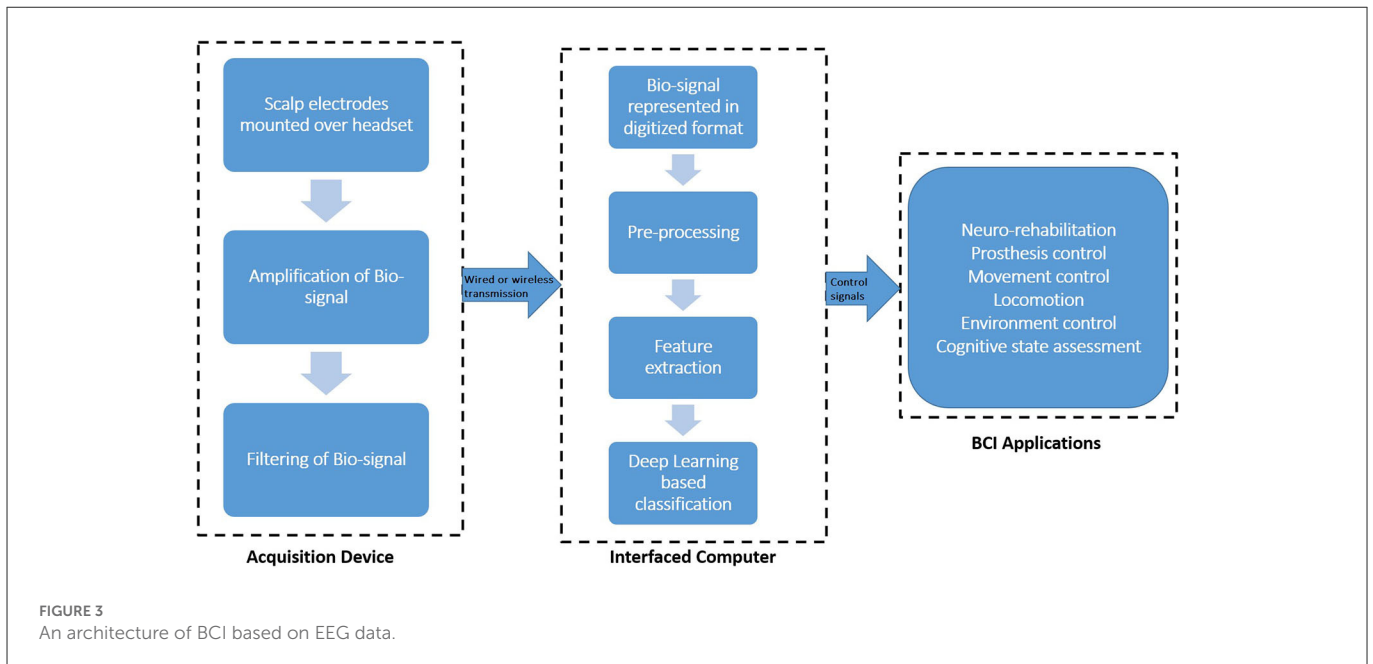 Scalp electrodes
mounted over headset
Amplification of Bio-
signal
Filtering of Bio-signal
Acquisition Device
Wired or wireless
transmission
Bio-signal
represented in
digitized format
Pre-processing
Feature
extraction
Deep Learning
based
classification
Interfaced Computer
Control
signals
Neuro-rehabilitation
Prosthesis control
Movement control
Locomotion
Environment control
Cognitive state assessment
BCI Applications
FIGURE 3
An architecture of BCI based on EEG data.